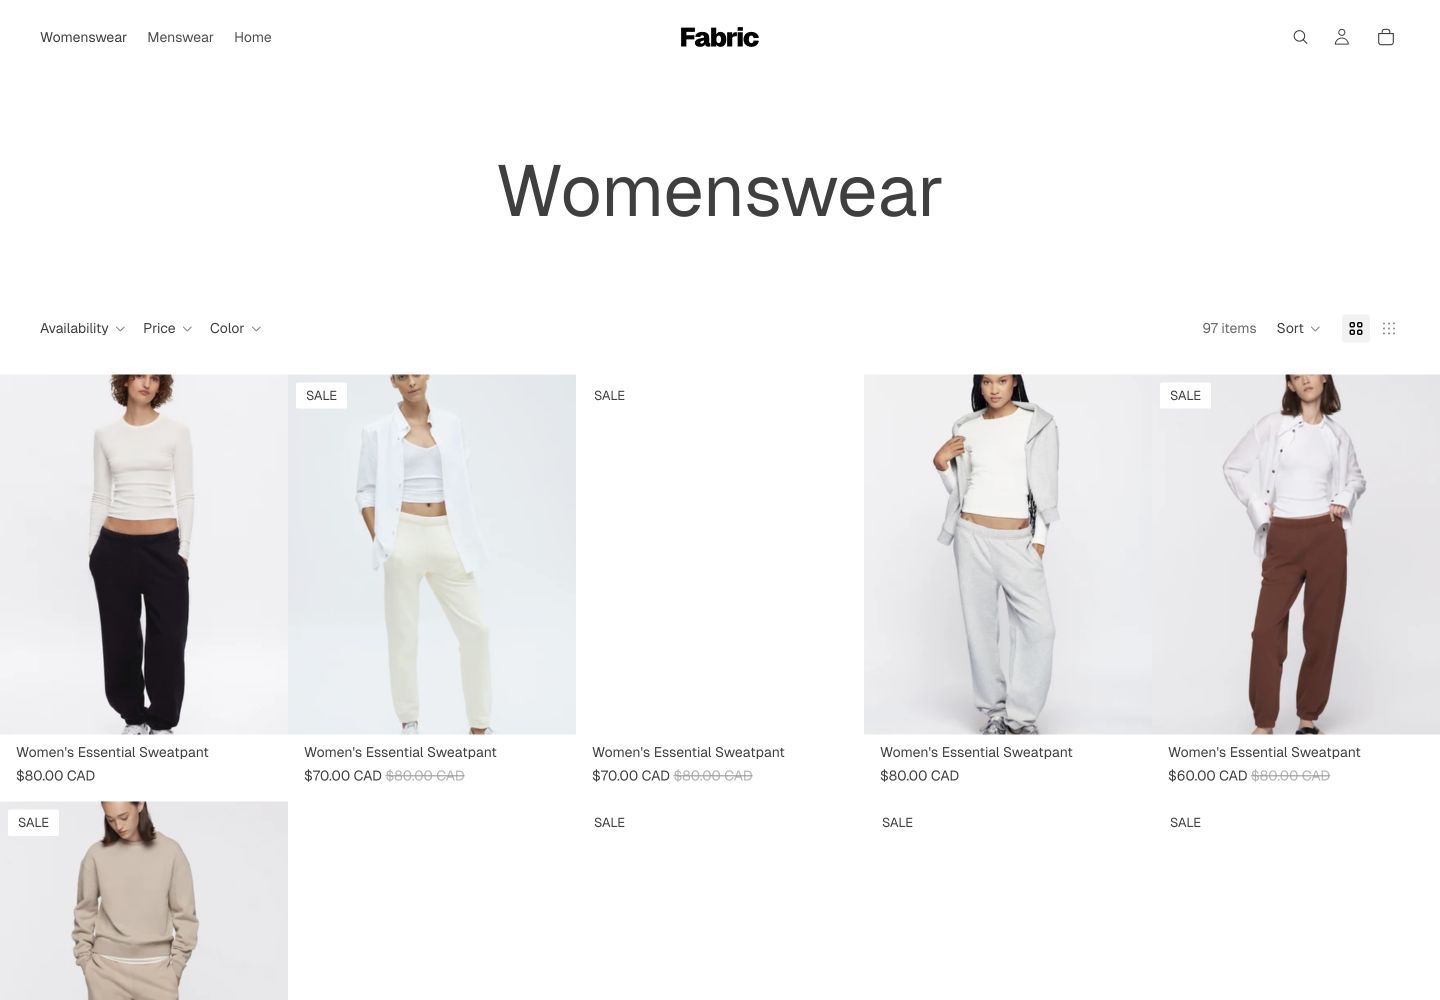 Womenswear Menswear Home Fabric
Womenswear
Availability Price Color 97 items Sort
SALE SALE SALE
Women's Essential Sweatpant Women's Essential Sweatpant Women's Essential Sweatpant Women's Essential Sweatpant Women's Essential Sweatpant
$80.00 CAD $70.00 CAD $80.00 CAD $70.00 CAD $80.00 CAD $80.00 CAD $60.00 CAD $80.00 CAD
SALE SALE SALE SALE